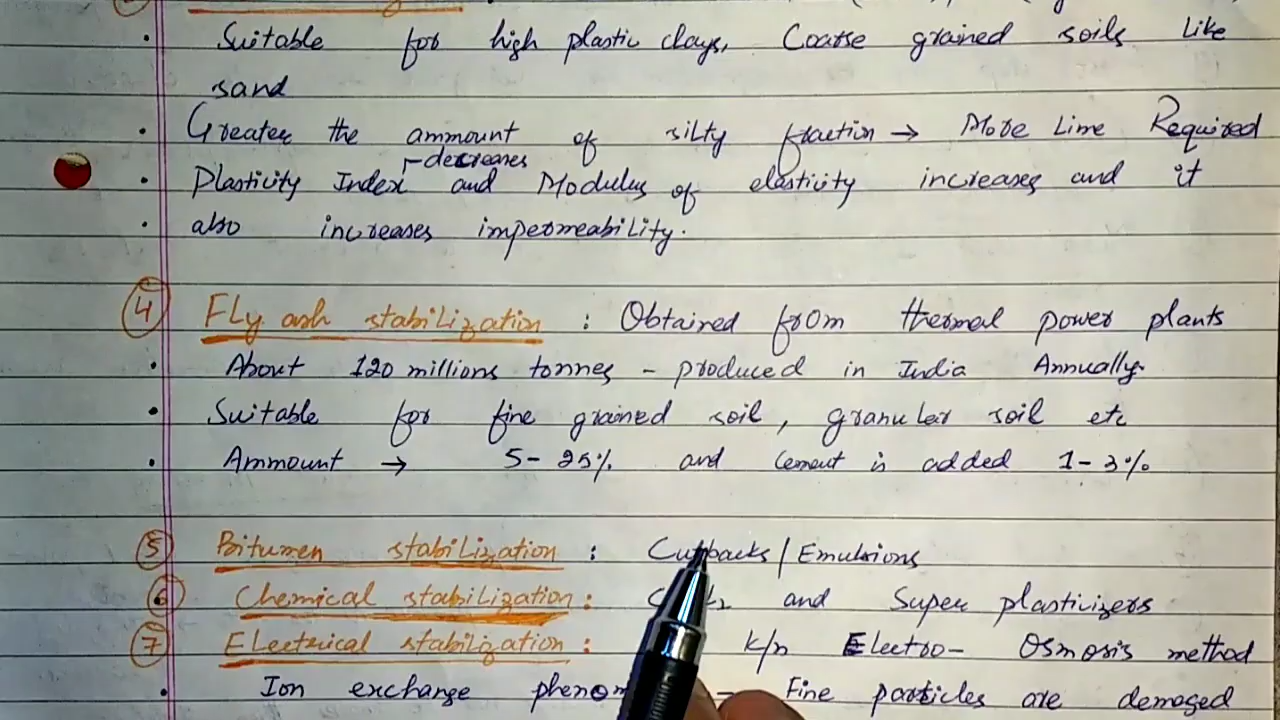 • Suitable for high plastic clays, Coarse grained soils like
sand
• Greater the ammount of silty fraction → More Lime Required
decreases
• Plasticity Index and Modulus of elasticity increases and it
• also increases impermeability.
④ Fly ash stabilization : Obtained from thermal power plants
• About 120 millions tonnes - produced in India Annually.
• Suitable for fine grained soil, granular soil etc
• Ammount → 5-25% and cement is added 1-3%
⑤ Bitumen stabilization : Cutbacks / Emulsions
⑥ Chemical stabilization : and Super plasticizers
⑦ Electrical stabilization : k/n Electro- Osmosis method
• Ion exchange - Fine particles are demaged